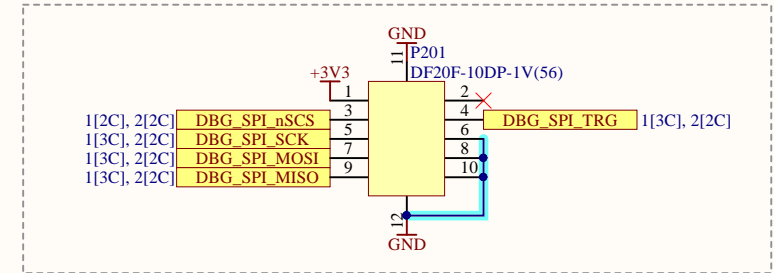 GND
11
P201
DF20F-10DP-1V(56)
+3V3
1 2
1[2C], 2[2C] DBG_SPI_nSCS 3 4 DBG_SPI_TRG 1[3C], 2[2C]
1[3C], 2[2C] DBG_SPI_SCK 5 6
1[3C], 2[2C] DBG_SPI_MOSI 7 8
1[3C], 2[2C] DBG_SPI_MISO 9 10
12
GND